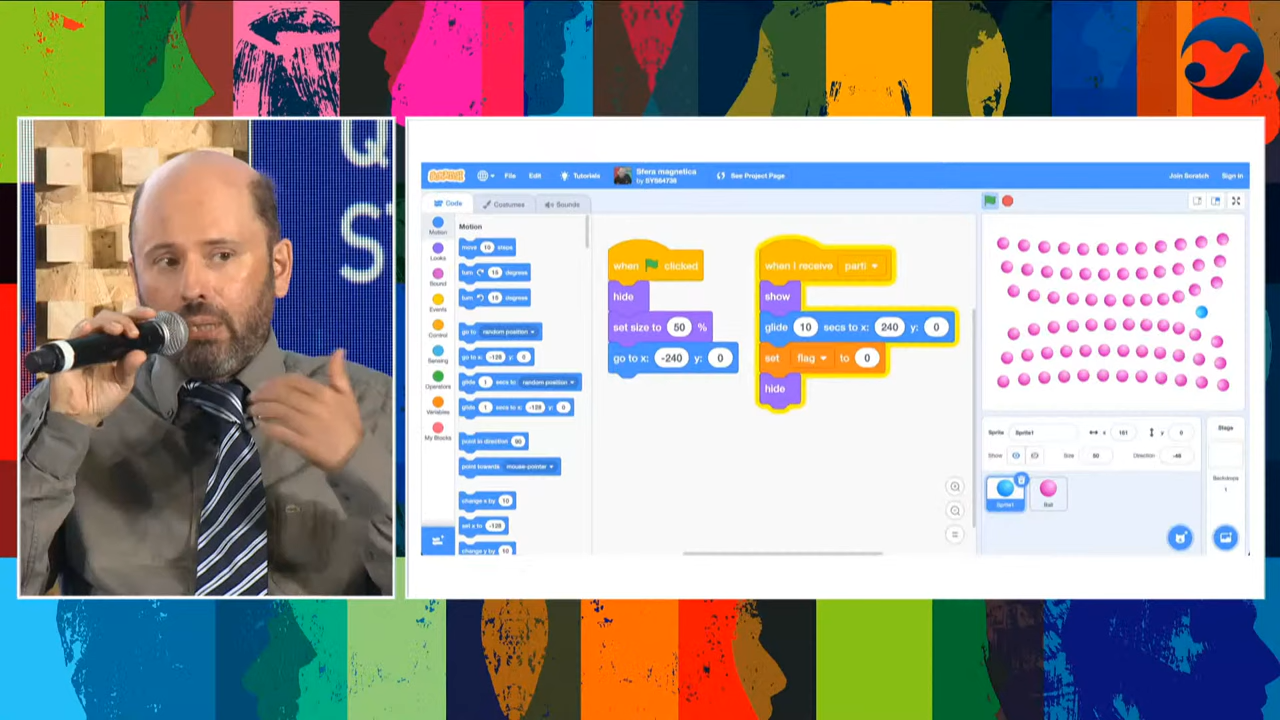 Q
S
SCRATCH
File
Edit
Tutorials
Sfera magnetica
by SYS64738
See Project Page
Join Scratch
Sign in
Code
Costumes
Sounds
Motion
Looks
Sound
Events
Control
Sensing
Operators
Variables
My Blocks
Motion
move 10 steps
turn 15 degrees
turn 15 degrees
go to random position
go to x: -128 y: 0
glide 1 secs to random position
glide 1 secs to x: -128 y: 0
point in direction 90
point towards mouse-pointer
change x by 10
set x to -128
change y by 10
when clicked
hide
set size to 50 %
go to x: -240 y: 0
when I receive parti
show
glide 10 secs to x: 240 y: 0
set flag to 0
hide
Sprite
Sprite1
x
y 0
Show
Size
Direction
Sprite1
Ball
Stage
Backdrops
1